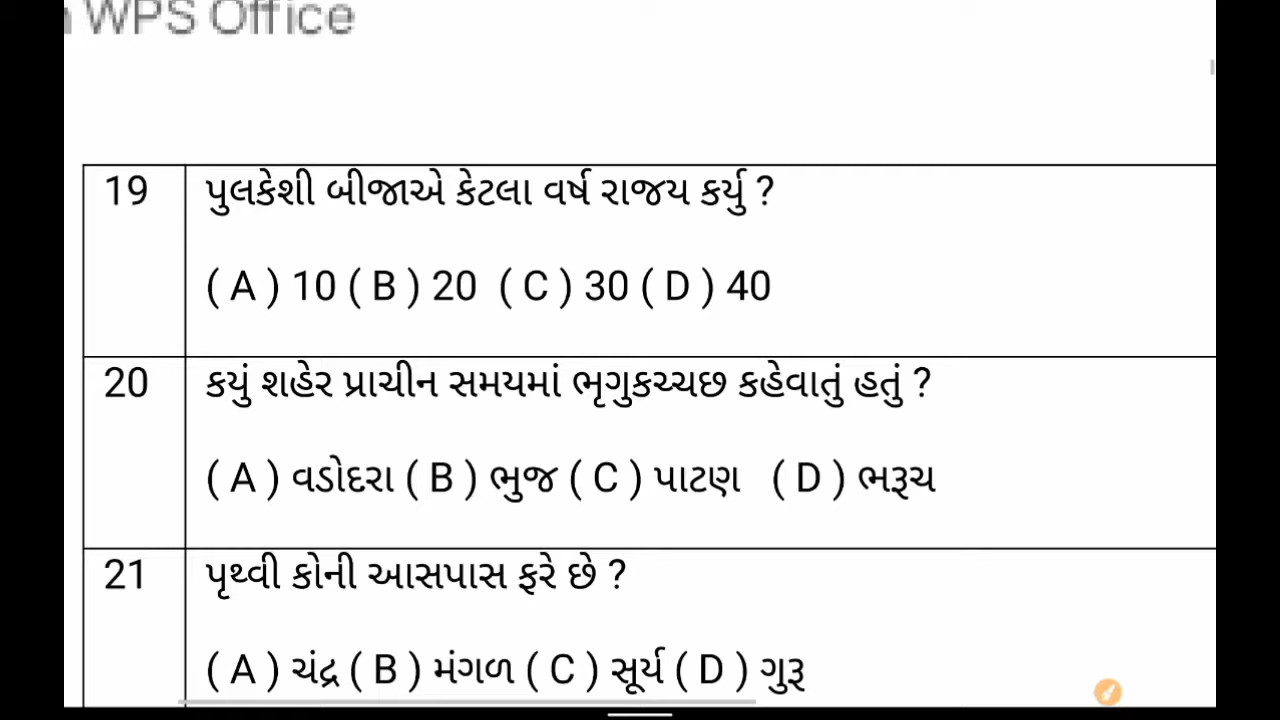 WPS Office
19 પુલકેશી બીજાએ કેટલા વર્ષ રાજય કર્યુ ?
( A ) 10 ( B ) 20 ( C ) 30 ( D ) 40
20 કયું શહેર પ્રાચીન સમયમાં ભૃગુકચ્ચછ કહેવાતું હતું ?
( A ) વડોદરા ( B ) ભુજ ( C ) પાટણ ( D ) ભરૂચ
21 પૃથ્વી કોની આસપાસ ફરે છે ?
( A ) ચંદ્ર ( B ) મંગળ ( C ) સૂર્ય ( D ) ગુરૂ